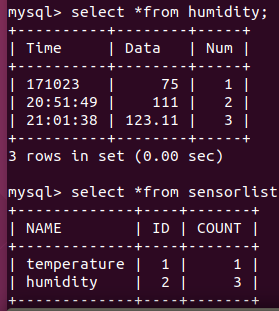 mysql> select *from humidity;
+----------+--------+-----+
| Time     | Data   | Num |
+----------+--------+-----+
| 171023   |     75 |   1 |
| 20:51:49 |    111 |   2 |
| 21:01:38 | 123.11 |   3 |
+----------+--------+-----+
3 rows in set (0.00 sec)
mysql> select *from sensorlist
+-------------+----+-------+
| NAME        | ID | COUNT |
+-------------+----+-------+
| temperature |  1 |     1 |
| humidity    |  2 |     3 |
+-------------+----+-------+